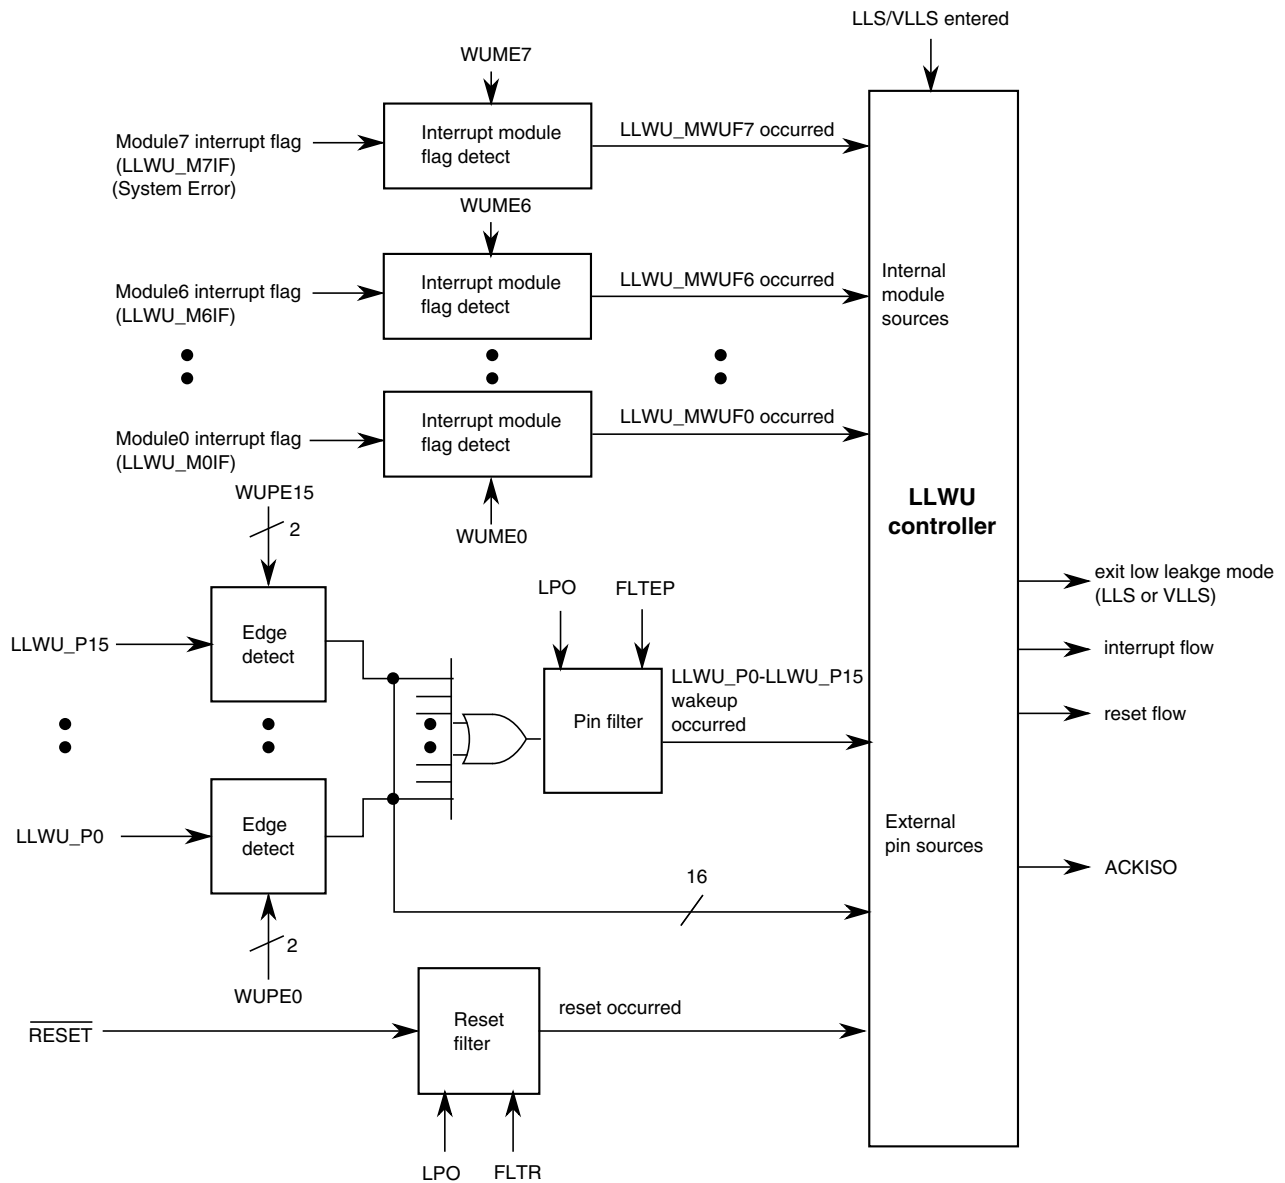 LLS/VLLS entered
WUME7
Module7 interrupt flag
(LLWU_M7IF)
(System Error)
Interrupt module
flag detect
LLWU_MWUF7 occurred
WUME6
Module6 interrupt flag
(LLWU_M6IF)
Interrupt module
flag detect
LLWU_MWUF6 occurred
Internal
module
sources
Module0 interrupt flag
(LLWU_M0IF)
Interrupt module
flag detect
LLWU_MWUF0 occurred
WUME0
LLWU
controller
WUPE15
2
LLWU_P15
Edge
detect
LPO
FLTEP
Pin filter
LLWU_P0-LLWU_P15
wakeup
occurred
exit low leakge mode
(LLS or VLLS)
interrupt flow
reset flow
LLWU_P0
Edge
detect
External
pin sources
16
ACKISO
2
WUPE0
RESET
Reset
filter
reset occurred
LPO
FLTR